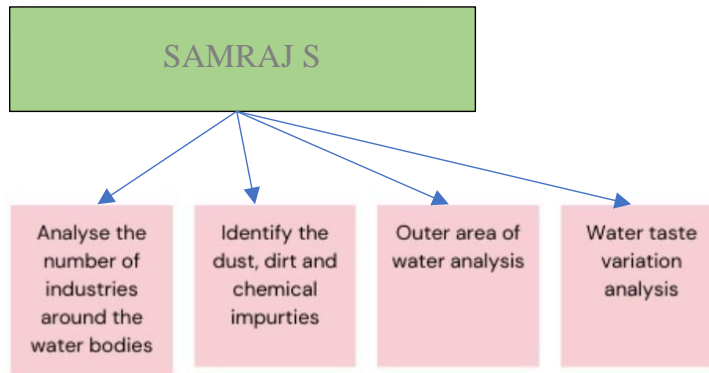 SAMRAJ S
Analyse the
number of
industries
around the
water bodies
Identify the
dust, dirt and
chemical
impurties
Outer area of
water analysis
Water taste
variation
analysis